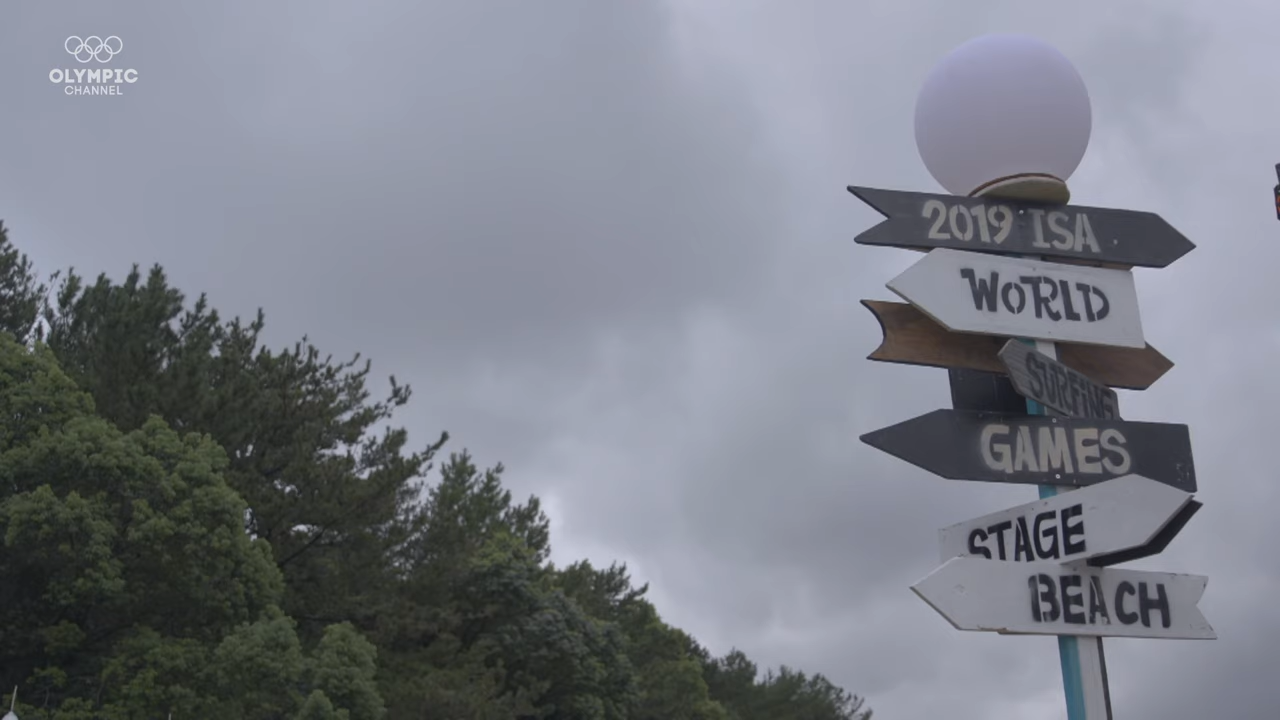 OLYMPIC
CHANNEL
2019 ISA
WORLD
SURFING
GAMES
STAGE
BEACH